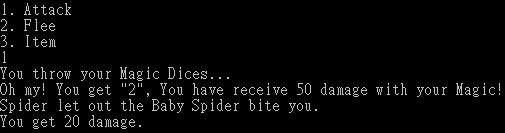 1. Attack
2. Flee
3. Item
1
You throw your Magic Dices...
Oh my! You get "2", You have receive 50 damage with your Magic!
Spider let out the Baby Spider bite you.
You get 20 damage.